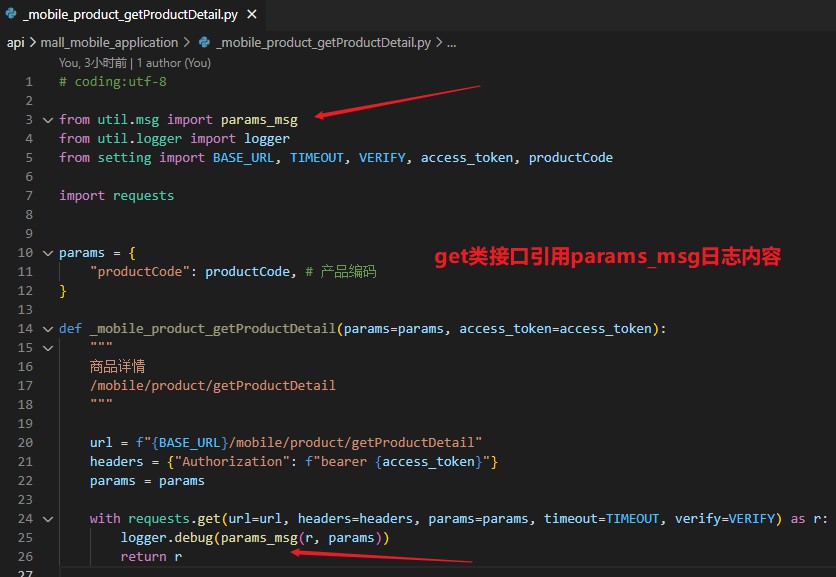 _mobile_product_getProductDetail.py ×
api > mall_mobile_application > _mobile_product_getProductDetail.py > ...
You, 3小时前 | 1 author (You)
1 # coding:utf-8
2
3 from util.msg import params_msg
4 from util.logger import logger
5 from setting import BASE_URL, TIMEOUT, VERIFY, access_token, productCode
6
7 import requests
8
9
10 params = {
get类接口引用params_msg日志内容
11     "productCode": productCode, # 产品编码
12 }
13
14 def _mobile_product_getProductDetail(params=params, access_token=access_token):
15     """
16     商品详情
17     /mobile/product/getProductDetail
18     """
19
20     url = f"{BASE_URL}/mobile/product/getProductDetail"
21     headers = {"Authorization": f"bearer {access_token}"}
22     params = params
23
24     with requests.get(url=url, headers=headers, params=params, timeout=TIMEOUT, verify=VERIFY) as r:
25         logger.debug(params_msg(r, params))
26         return r
27